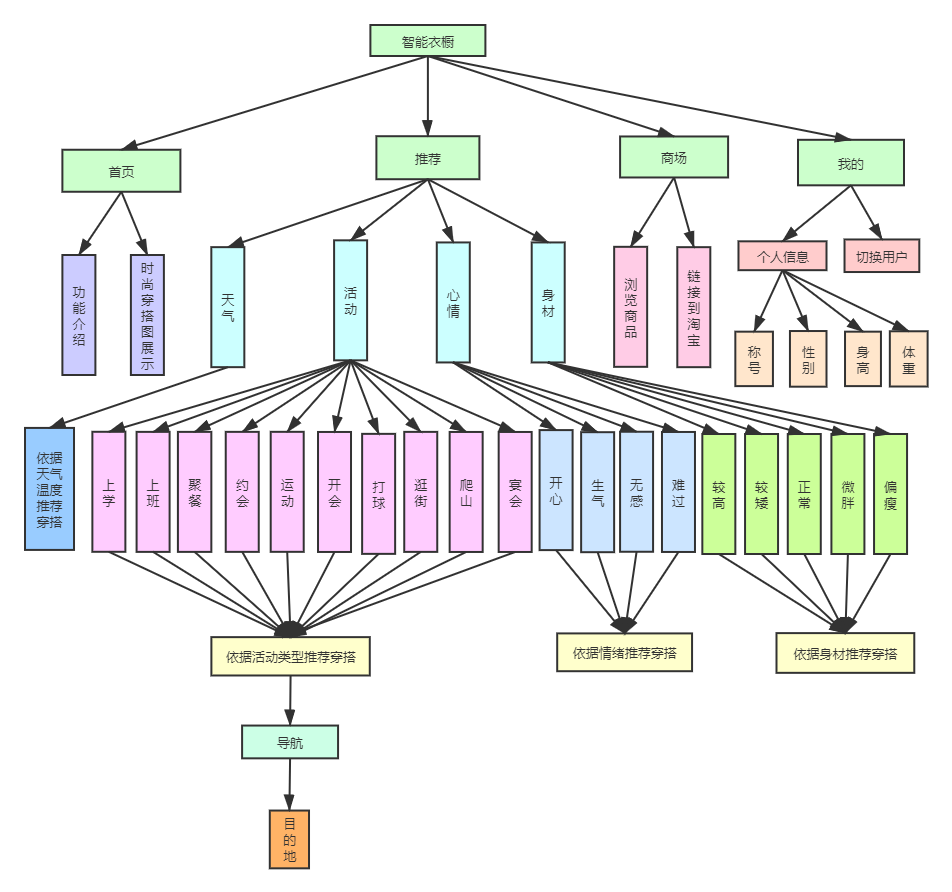 智能衣橱
首页
推荐
商场
我的
功能介绍
时尚穿搭图展示
天气
活动
心情
身材
浏览商品
链接到淘宝
个人信息
切换用户
称号
性别
身高
体重
依据
天气
温度
推荐
穿搭
上学
上班
聚餐
约会
运动
开会
打球
逛街
爬山
宴会
开心
生气
无感
难过
较高
较矮
正常
微胖
偏瘦
依据活动类型推荐穿搭
依据情绪推荐穿搭
依据身材推荐穿搭
导航
目的地